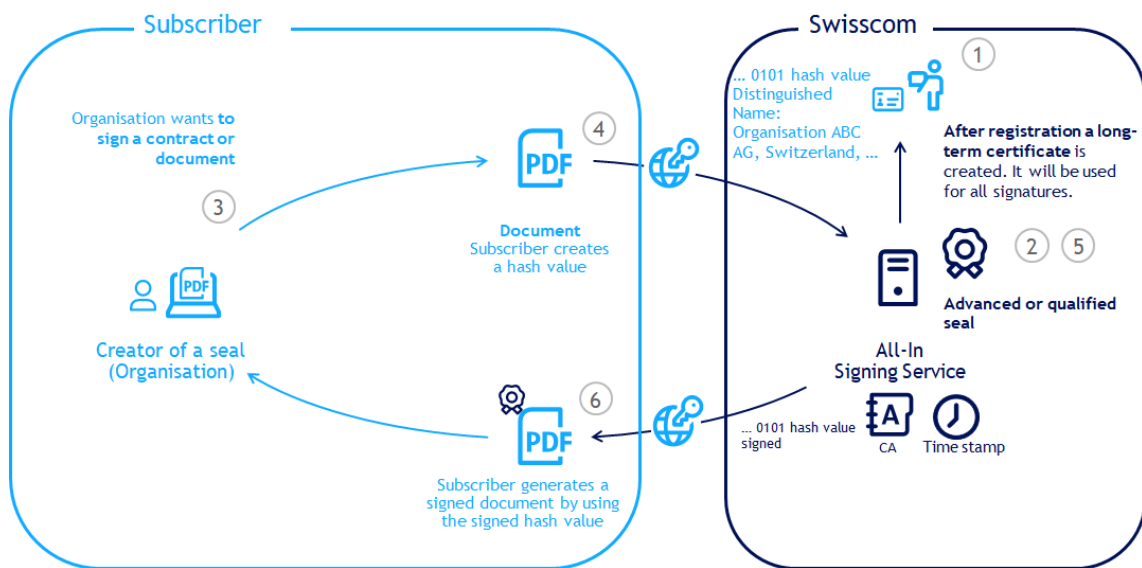 Subscriber
Swisscom
1
... 0101 hash value
Distinguished
Name:
Organisation ABC
AG, Switzerland, ...
After registration a long-
term certificate is
created. It will be used
for all signatures.
Organisation wants to
sign a contract or
document
4
PDF
3
Document
Subscriber creates
a hash value
2
5
Advanced or qualified
seal
PDF
Creator of a seal
(Organisation)
All-In
Signing Service
6
PDF
... 0101 hash value
signed
A
CA
Time stamp
Subscriber generates a
signed document by using
the signed hash value